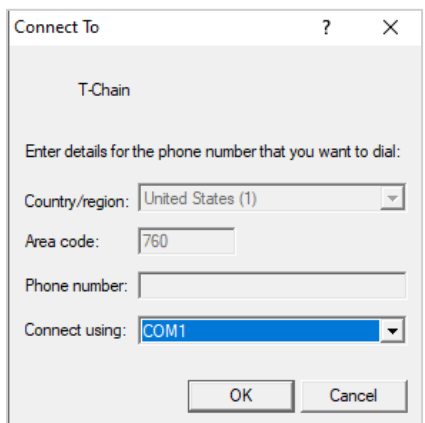 Connect To ? X
T-Chain
Enter details for the phone number that you want to dial:
Country/region: United States (1)
Area code: 760
Phone number:
Connect using: COM1
OK Cancel